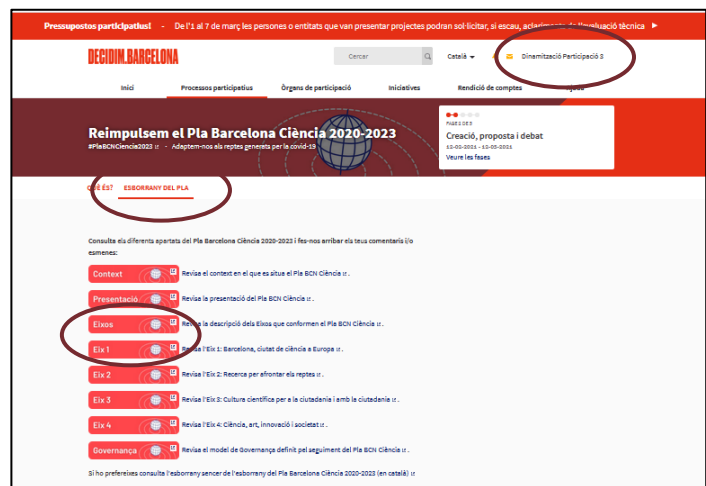 Pressupostos participatius! - De l'1 al 7 de març les persones o entitats que van presentar projectes podran sol·licitar, si escau, aclariments de l'avaluació tècnica
DECIDIM.BARCELONA
Cercar
Català
Dinamització Participació S
Inici Processos participatius Òrgans de participació Iniciatives Rendició de comptes
Reimpulsem el Pla Barcelona Ciència 2020-2023
#PlaBCNCiencia2023 - Adaptem-nos als reptes generats per la covid-19
FASE 2 DE 5
Creació, proposta i debat
12-02-2021 - 12-03-2021
Veure les fases
QUÈ ÉS? ESBORRANY DEL PLA
Consulta els diferents apartats del Pla Barcelona Ciència 2020-2023 i fes-nos arribar els teus comentaris i/o
esmenes:
Context Revisa el context en el que es situa el Pla BCN Ciència .
Presentació Revisa la presentació del Pla BCN Ciència .
Eixos Revisa la descripció dels Eixos que conformen el Pla BCN Ciència .
Eix 1 Revisa l'Eix 1: Barcelona, ciutat de ciència a Europa .
Eix 2 Revisa l'Eix 2: Recerca per afrontar els reptes .
Eix 3 Revisa l'Eix 3: Cultura científica per a la ciutadania i amb la ciutadania .
Eix 4 Revisa l'Eix 4: Ciència, art, innovació i societat .
Governança Revisa el model de Governança definit pel seguiment del Pla BCN Ciència .
Si ho prefereixes consulta l'esborrany sencer de l'esborrany del Pla Barcelona Ciència 2020-2023 (en català)